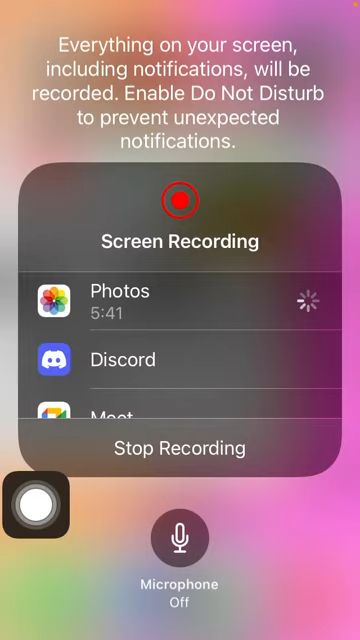 Everything on your screen,
including notifications, will be
recorded. Enable Do Not Disturb
to prevent unexpected
notifications.
Screen Recording
Photos
5:41
Discord
Meet
Stop Recording
Microphone
Off